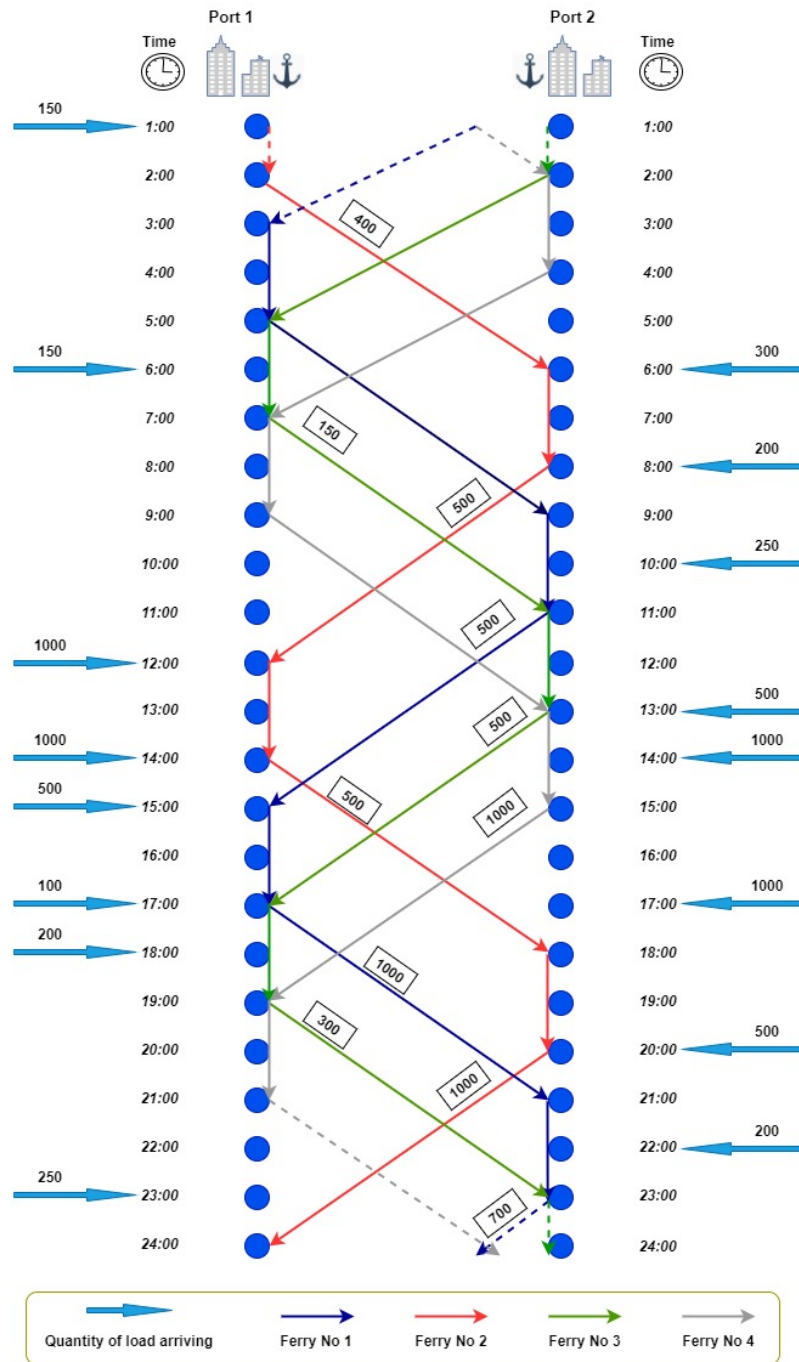 Port 1 Port 2
Time Time
150 1:00 1:00
2:00 2:00
3:00 3:00
400
4:00 4:00
5:00 5:00
150 6:00 6:00 300
7:00 7:00
150
8:00 8:00 200
500
9:00 9:00
10:00 10:00 250
11:00 11:00
500
1000 12:00 12:00
13:00 13:00 500
500
1000 14:00 14:00 1000
500 1000
500 15:00 15:00
16:00 16:00
100 17:00 17:00 1000
200 18:00 18:00
1000
19:00 19:00
300
20:00 20:00 500
1000
21:00 21:00
22:00 22:00 200
250 23:00 23:00
700
24:00 24:00
Quantity of load arriving Ferry No 1 Ferry No 2 Ferry No 3 Ferry No 4